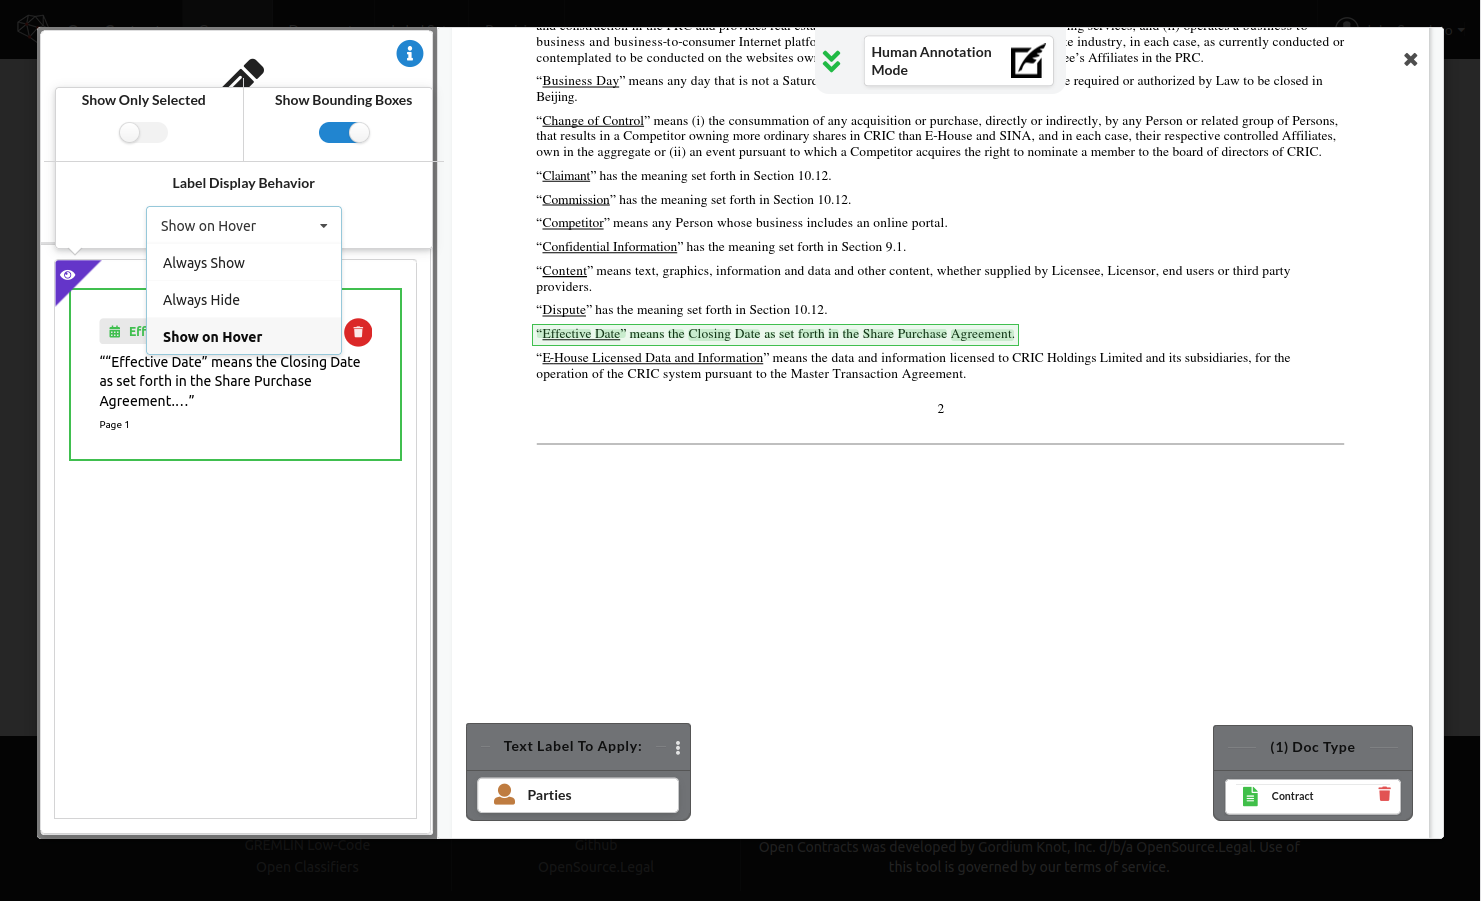 Show Only Selected
Show Bounding Boxes
Label Display Behavior
Show on Hover
Always Show
Always Hide
Show on Hover
Eff
““Effective Date” means the Closing Date
as set forth in the Share Purchase
Agreement.…”
Page 1
Human Annotation
Mode
business and business-to-consumer Internet platfo
industry, in each case, as currently conducted or
contemplated to be conducted on the websites ow
ee’s Affiliates in the PRC.
“Business Day” means any day that is not a Satur
e required or authorized by Law to be closed in
Beijing.
“Change of Control” means (i) the consummation of any acquisition or purchase, directly or indirectly, by any Person or related group of Persons,
that results in a Competitor owning more ordinary shares in CRIC than E-House and SINA, and in each case, their respective controlled Affiliates,
own in the aggregate or (ii) an event pursuant to which a Competitor acquires the right to nominate a member to the board of directors of CRIC.
“Claimant” has the meaning set forth in Section 10.12.
“Commission” has the meaning set forth in Section 10.12.
“Competitor” means any Person whose business includes an online portal.
“Confidential Information” has the meaning set forth in Section 9.1.
“Content” means text, graphics, information and data and other content, whether supplied by Licensee, Licensor, end users or third party
providers.
“Dispute” has the meaning set forth in Section 10.12.
“Effective Date” means the Closing Date as set forth in the Share Purchase Agreement.
“E-House Licensed Data and Information” means the data and information licensed to CRIC Holdings Limited and its subsidiaries, for the
operation of the CRIC system pursuant to the Master Transaction Agreement.
2
Text Label To Apply:
Parties
(1) Doc Type
Contract
GREMLIN Low-Code
Open Classifiers
Github
OpenSource.Legal
Open Contracts was developed by Gordium Knot, Inc. d/b/a OpenSource.Legal. Use of
this tool is governed by our terms of service.